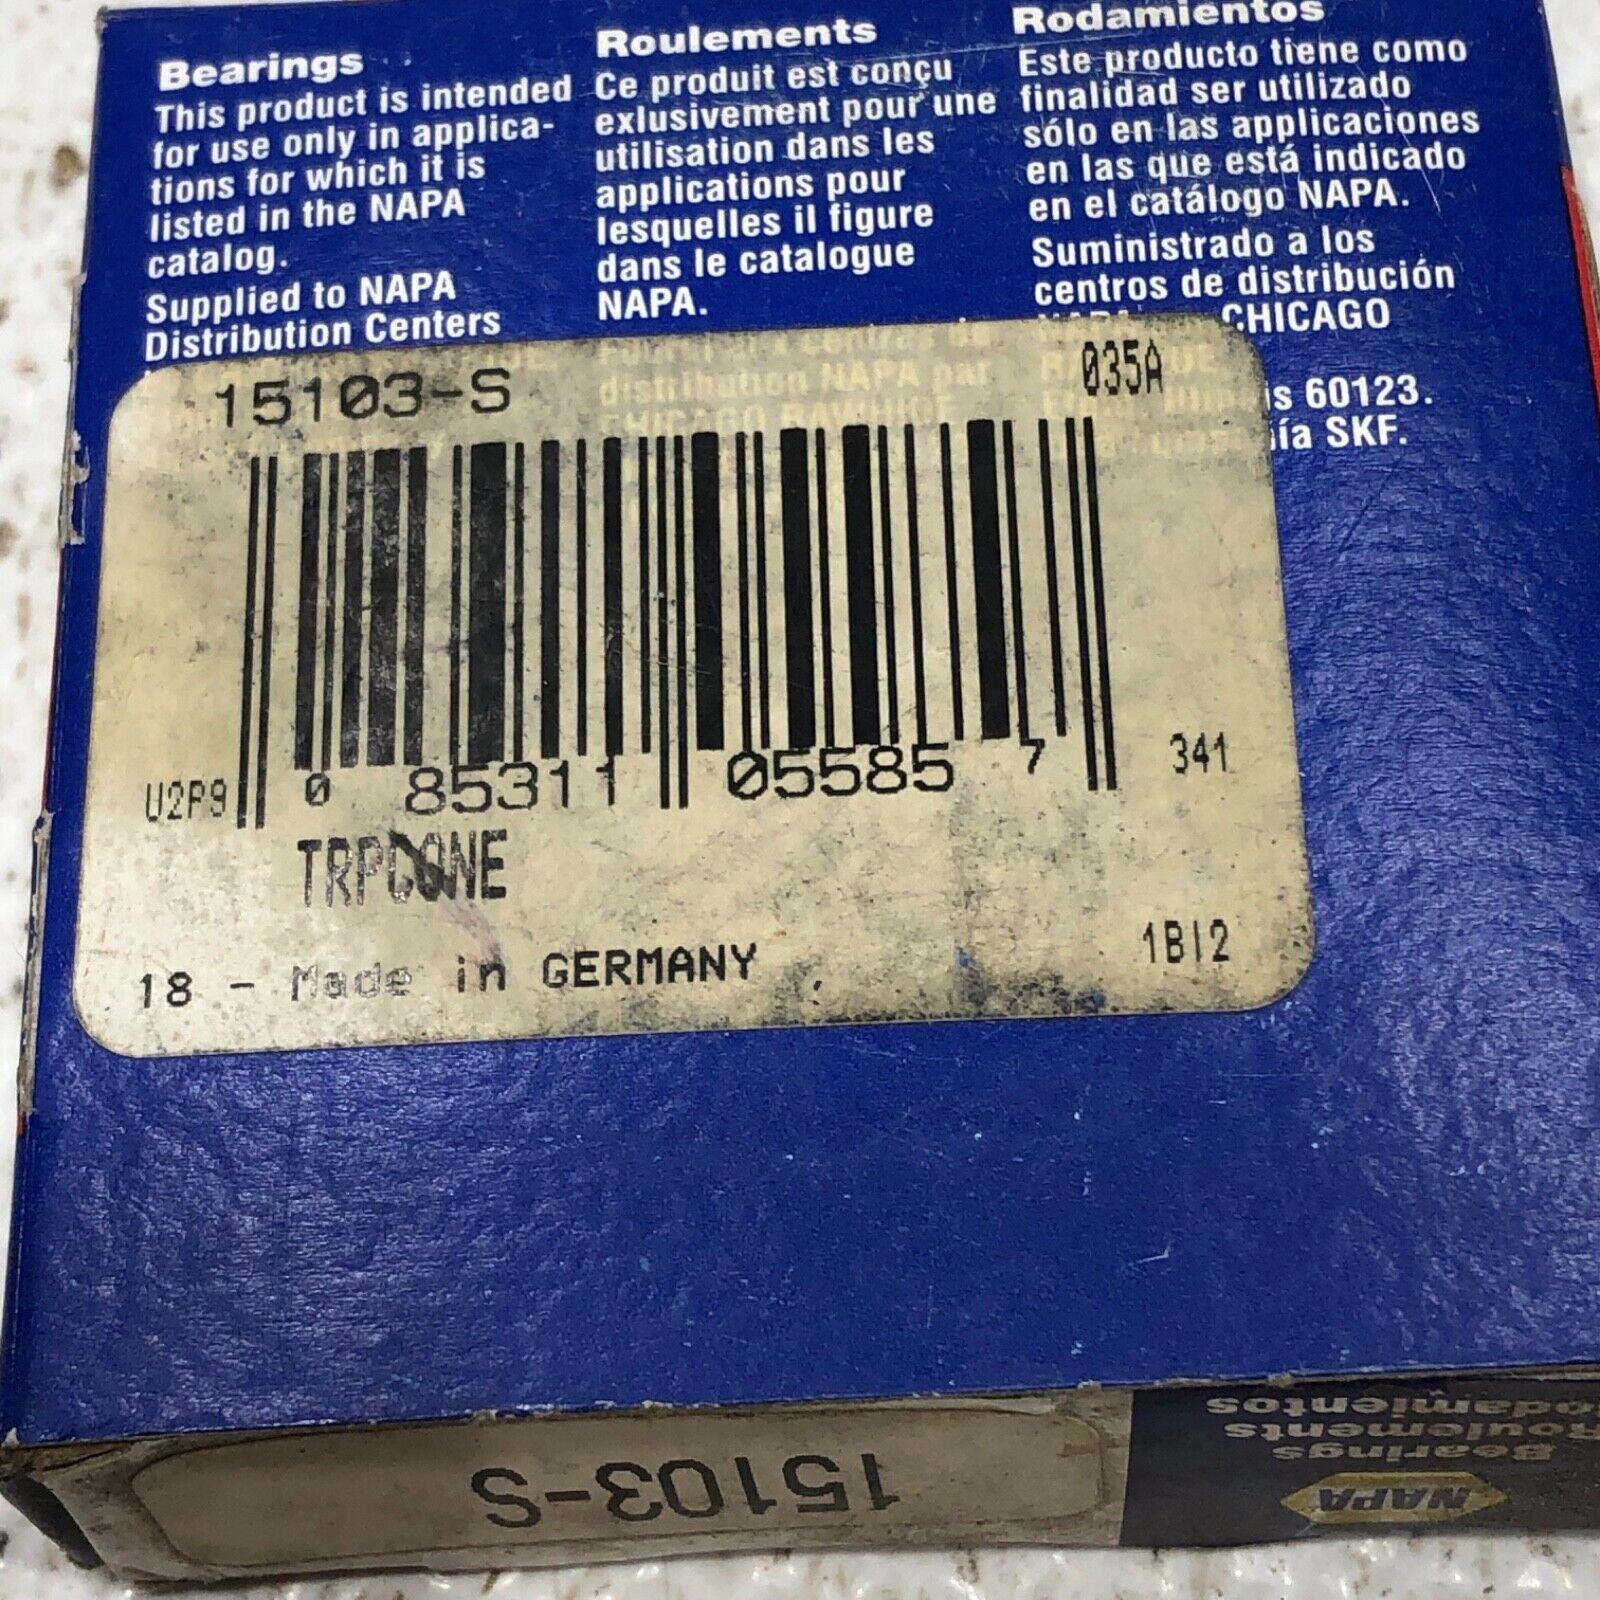 Bearings
This product is intended
for use only in applica-
tions for which it is
listed in the NAPA
catalog.
Supplied to NAPA
Distribution Centers
Roulements
Ce produit est conçu
exlusivement pour une
utilisation dans les
applications pour
lesquelles il figure
dans le catalogue
NAPA.
distribution NAPA par
Rodamientos
Este producto tiene como
finalidad ser utilizado
sólo en las applicaciones
en las que está indicado
en el catálogo NAPA.
Suministrado a los
centros de distribución
CHICAGO
60123.
SKF.
15103-S
035A
U2P9
0 85311 05585 7
341
TRPCONE
18 - Made in GERMANY
1B12
15103-S
NAPA
Bearings
Roulements
Rodamientos